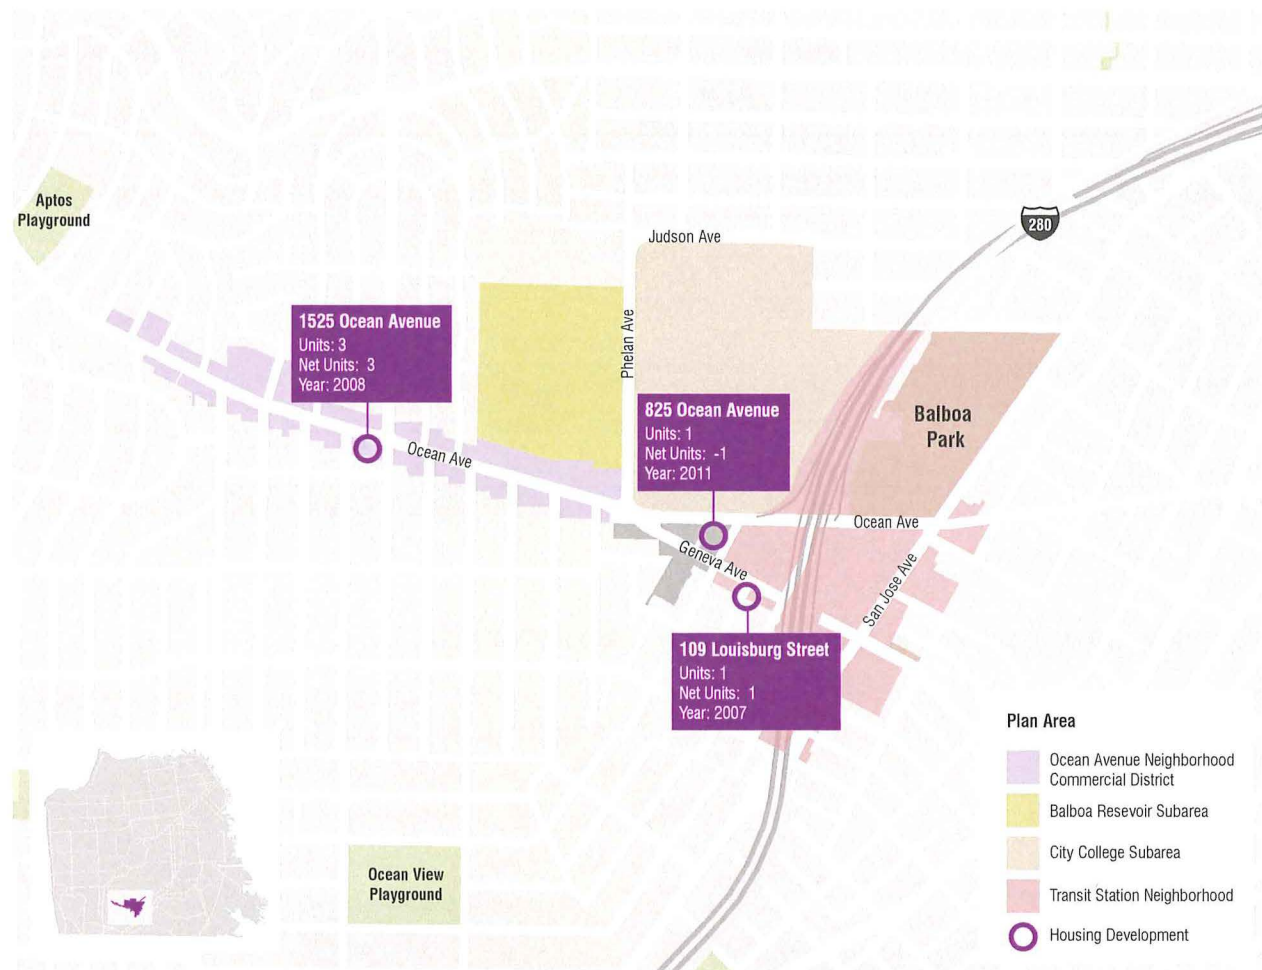 Aptos
Playground
280
Judson Ave
Phelan Ave
1525 Ocean Avenue
Units: 3
Net Units: 3
Year: 2008
825 Ocean Avenue
Units: 1
Net Units: -1
Year: 2011
Balboa
Park
Ocean Ave
Ocean Ave
Geneva Ave
San Jose Ave
109 Louisburg Street
Units: 1
Net Units: 1
Year: 2007
Plan Area
Ocean Avenue Neighborhood
Commercial District
Balboa Resevoir Subarea
City College Subarea
Transit Station Neighborhood
Housing Development
Ocean View
Playground